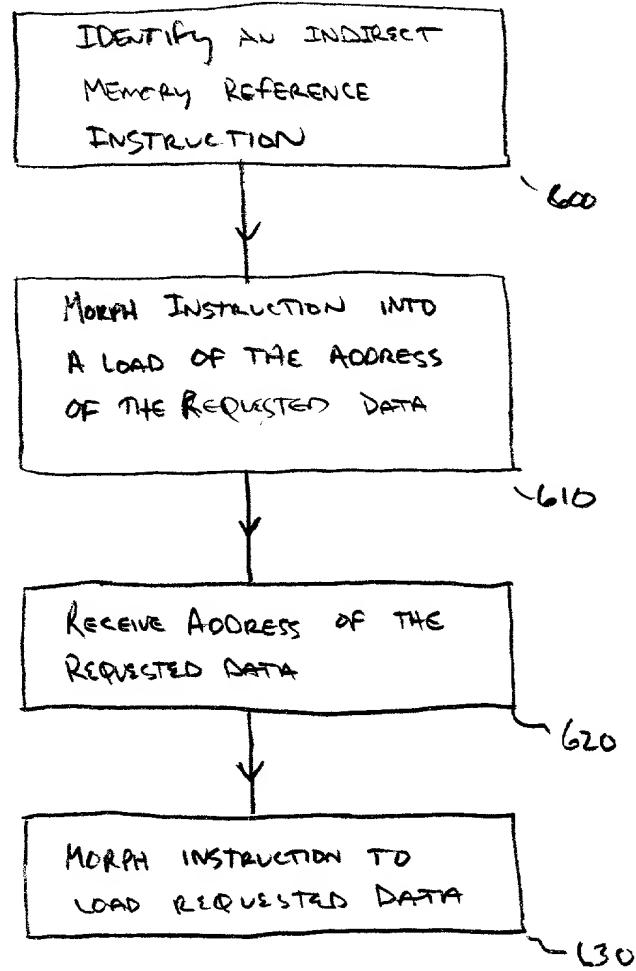 IDENTIFY AN INDIRECT
MEMORY REFERENCE
INSTRUCTION
600
MORPH INSTRUCTION INTO
A LOAD OF THE ADDRESS
OF THE REQUESTED DATA
610
RECEIVE ADDRESS OF THE
REQUESTED DATA
620
MORPH INSTRUCTION TO
LOAD REQUESTED DATA
630